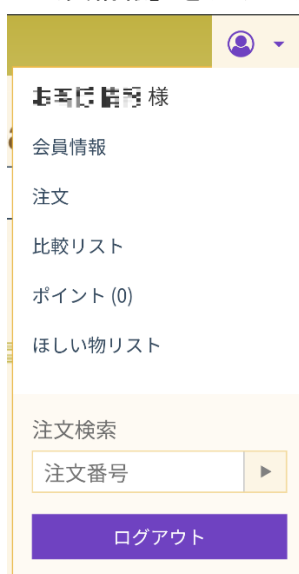 様
会員情報
注文
比較リスト
ポイント (0)
ほしい物リスト
注文検索
注文番号
ログアウト